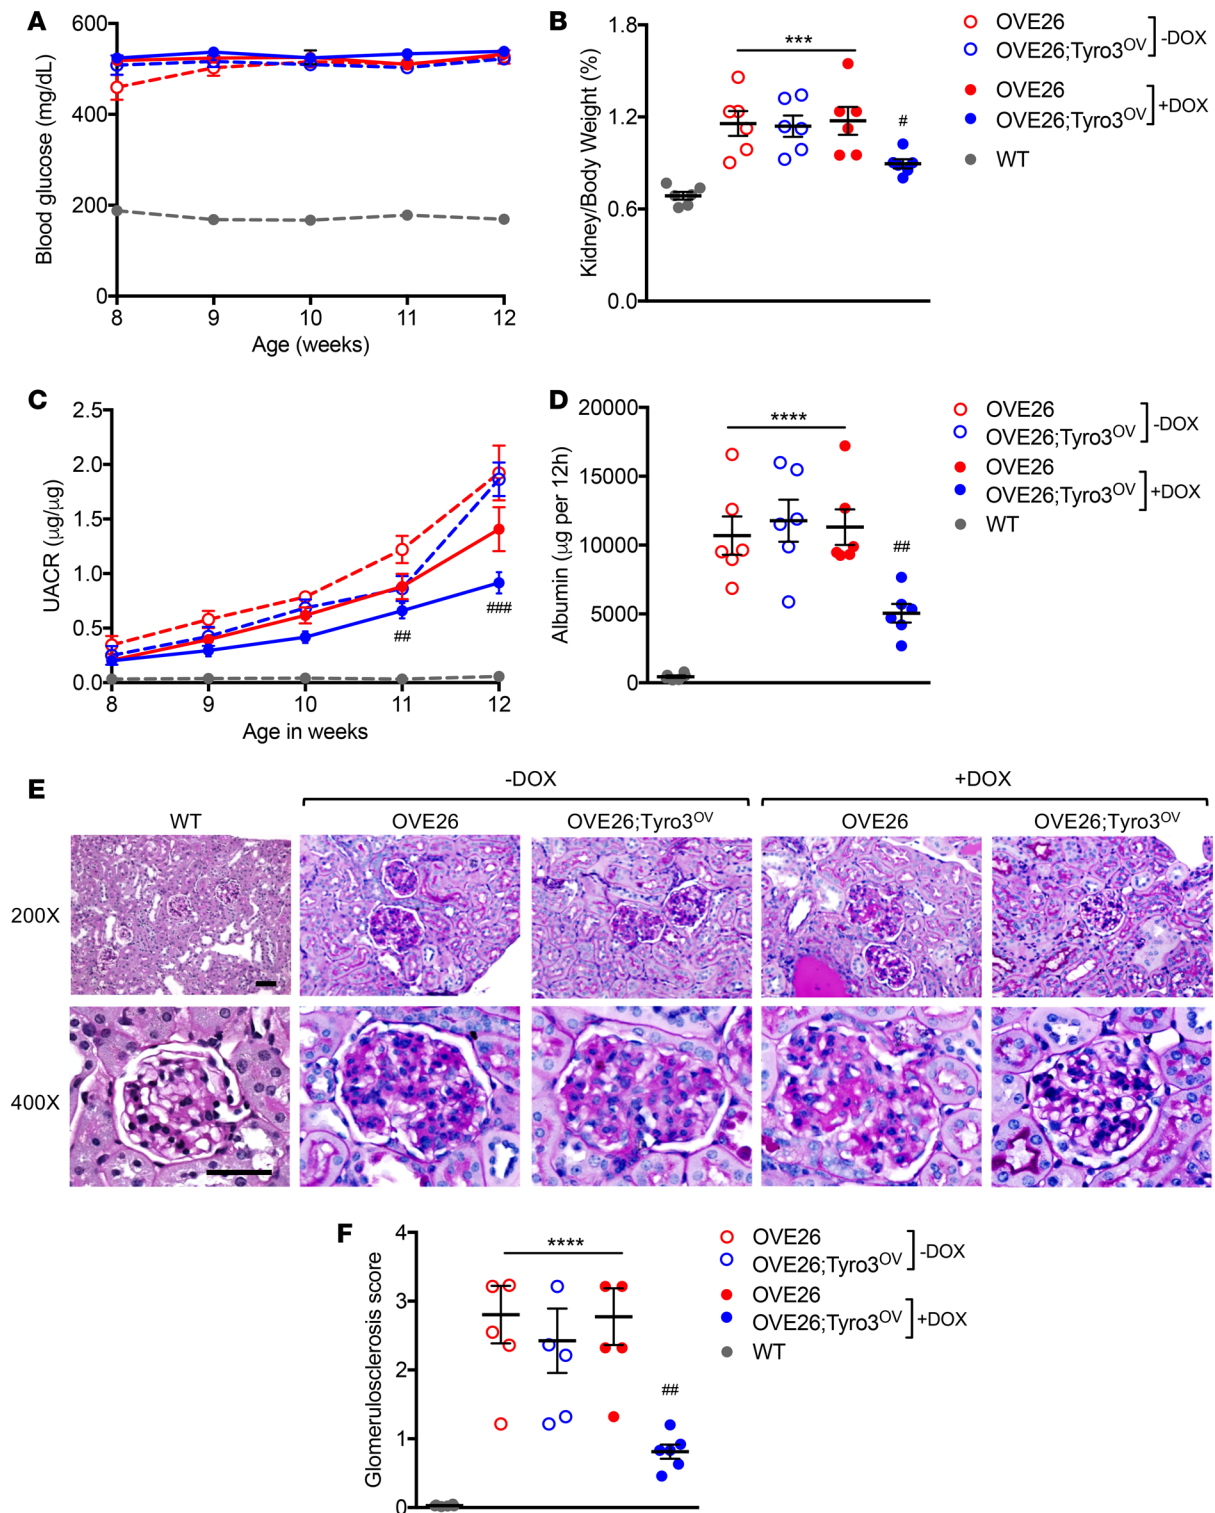 A
600
400
200
0
Blood glucose (mg/dL)
8 9 10 11 12
Age (weeks)
B
1.8
1.2
0.6
0.0
Kidney/Body Weight (%)
***
#
OVE26
OVE26;Tyro3OV
-DOX
OVE26
OVE26;Tyro3OV
+DOX
WT
C
2.5
2.0
1.5
1.0
0.5
0.0
UACR (µg/µg)
##
###
8 9 10 11 12
Age in weeks
D
20000
15000
10000
5000
0
Albumin (µg per 12h)
****
##
OVE26
OVE26;Tyro3OV
-DOX
OVE26
OVE26;Tyro3OV
+DOX
WT
E
-DOX +DOX
WT OVE26 OVE26;Tyro3OV OVE26 OVE26;Tyro3OV
200X
400X
F
4
3
2
1
0
Glomerulosclerosis score
****
##
OVE26
OVE26;Tyro3OV
-DOX
OVE26
OVE26;Tyro3OV
+DOX
WT